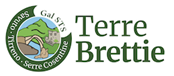 Gal STS
Savuto - Tirreno - Serre Cosentine
Terre
Brettie